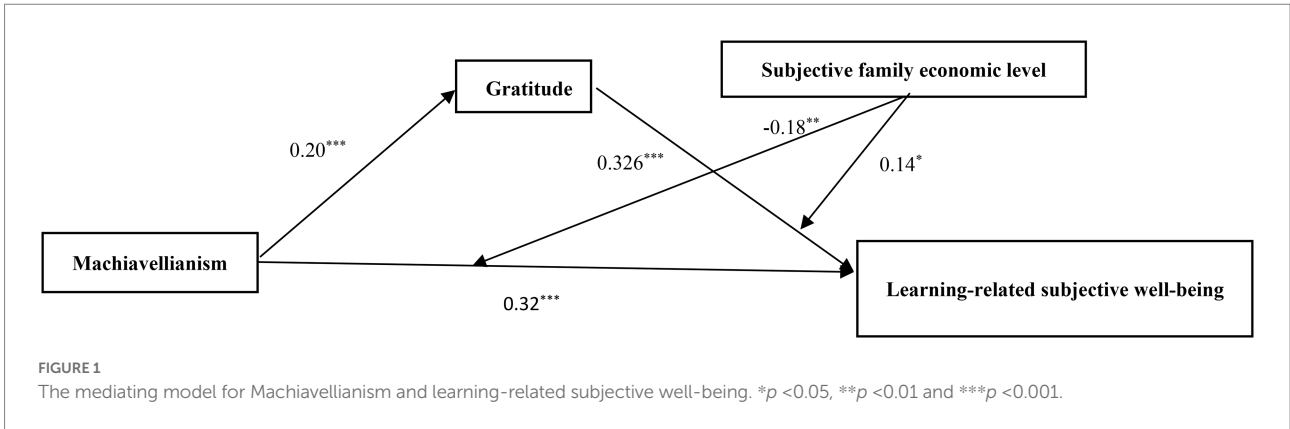 Subjective family economic level
Gratitude
-0.18**
0.20***
0.326***
0.14*
Machiavellianism
Learning-related subjective well-being
0.32***
FIGURE 1
The mediating model for Machiavellianism and learning-related subjective well-being. *p <0.05, **p <0.01 and ***p <0.001.